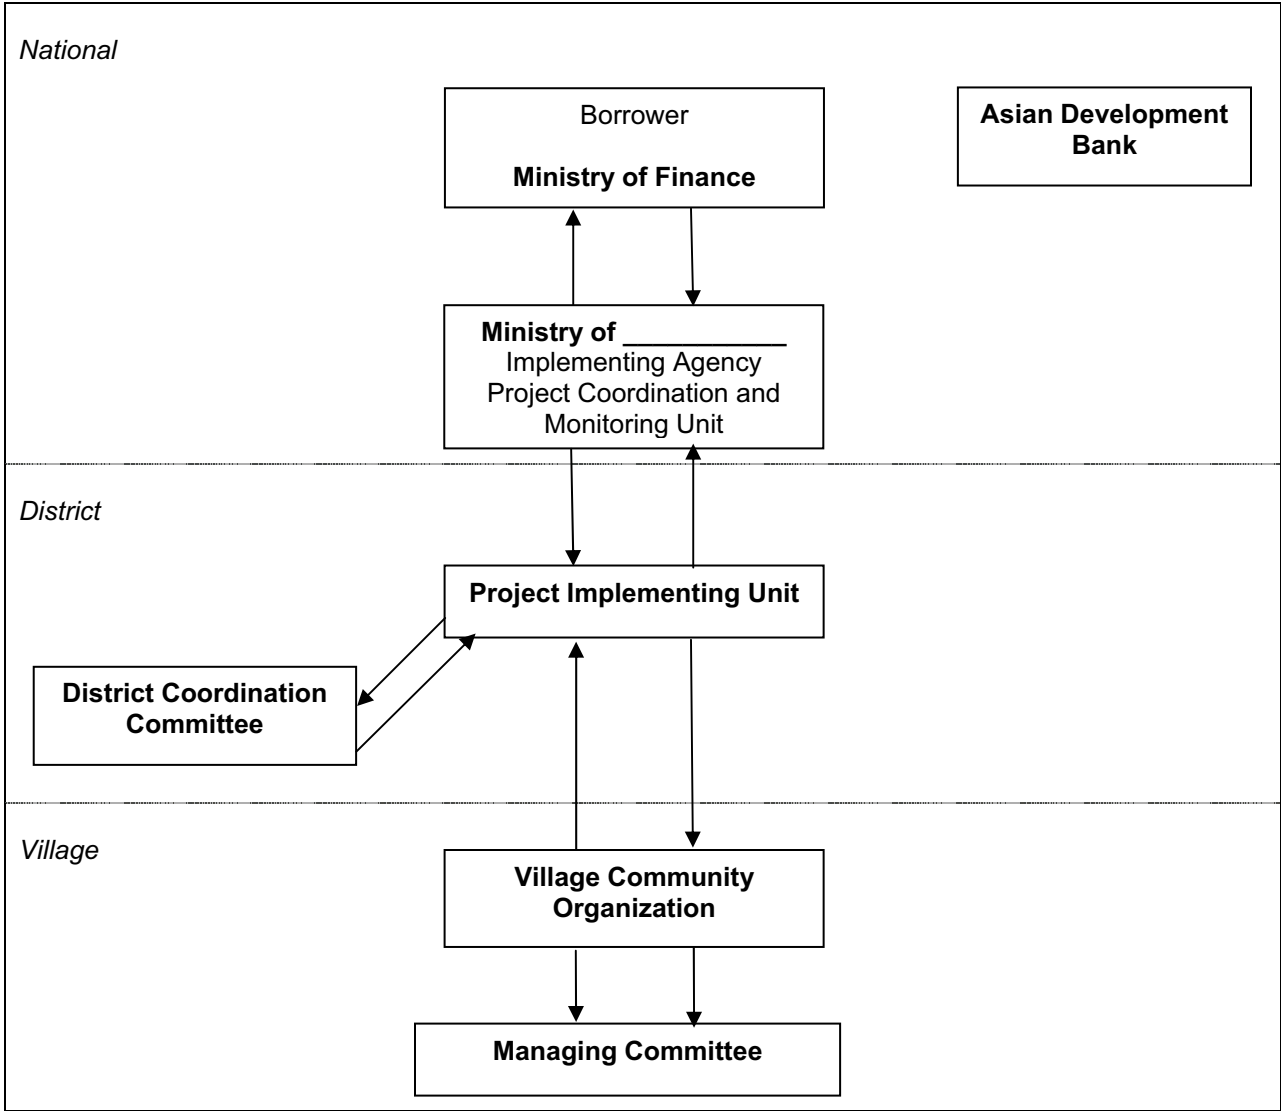 National
Borrower
Ministry of Finance
Asian Development
Bank
Ministry of ___________
Implementing Agency
Project Coordination and
Monitoring Unit
District
Project Implementing Unit
District Coordination
Committee
Village
Village Community
Organization
Managing Committee